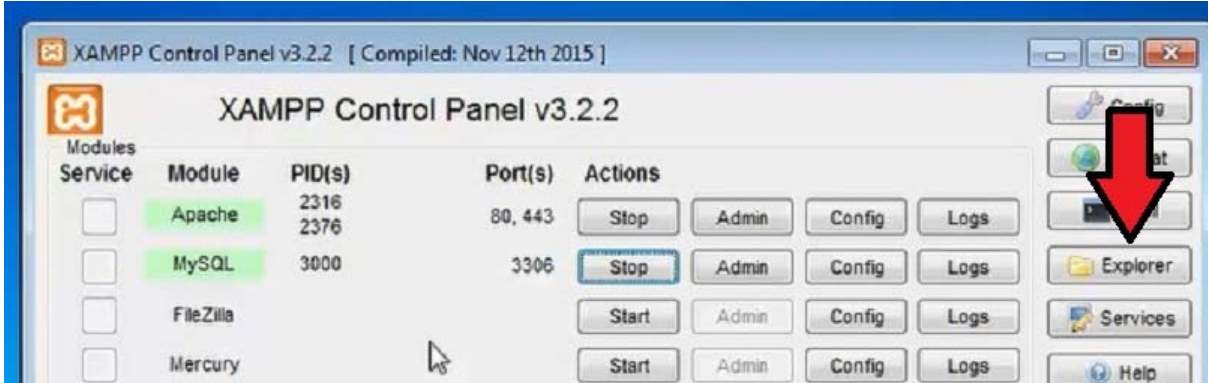 XAMPP Control Panel v3.2.2 [ Compiled: Nov 12th 2015 ]
XAMPP Control Panel v3.2.2
Config
Modules
Service Module PID(s) Port(s) Actions
Apache 2316 2376 80, 443 Stop Admin Config Logs
MySQL 3000 3306 Stop Admin Config Logs Explorer
FileZilla Start Admin Config Logs Services
Mercury Start Admin Config Logs Help